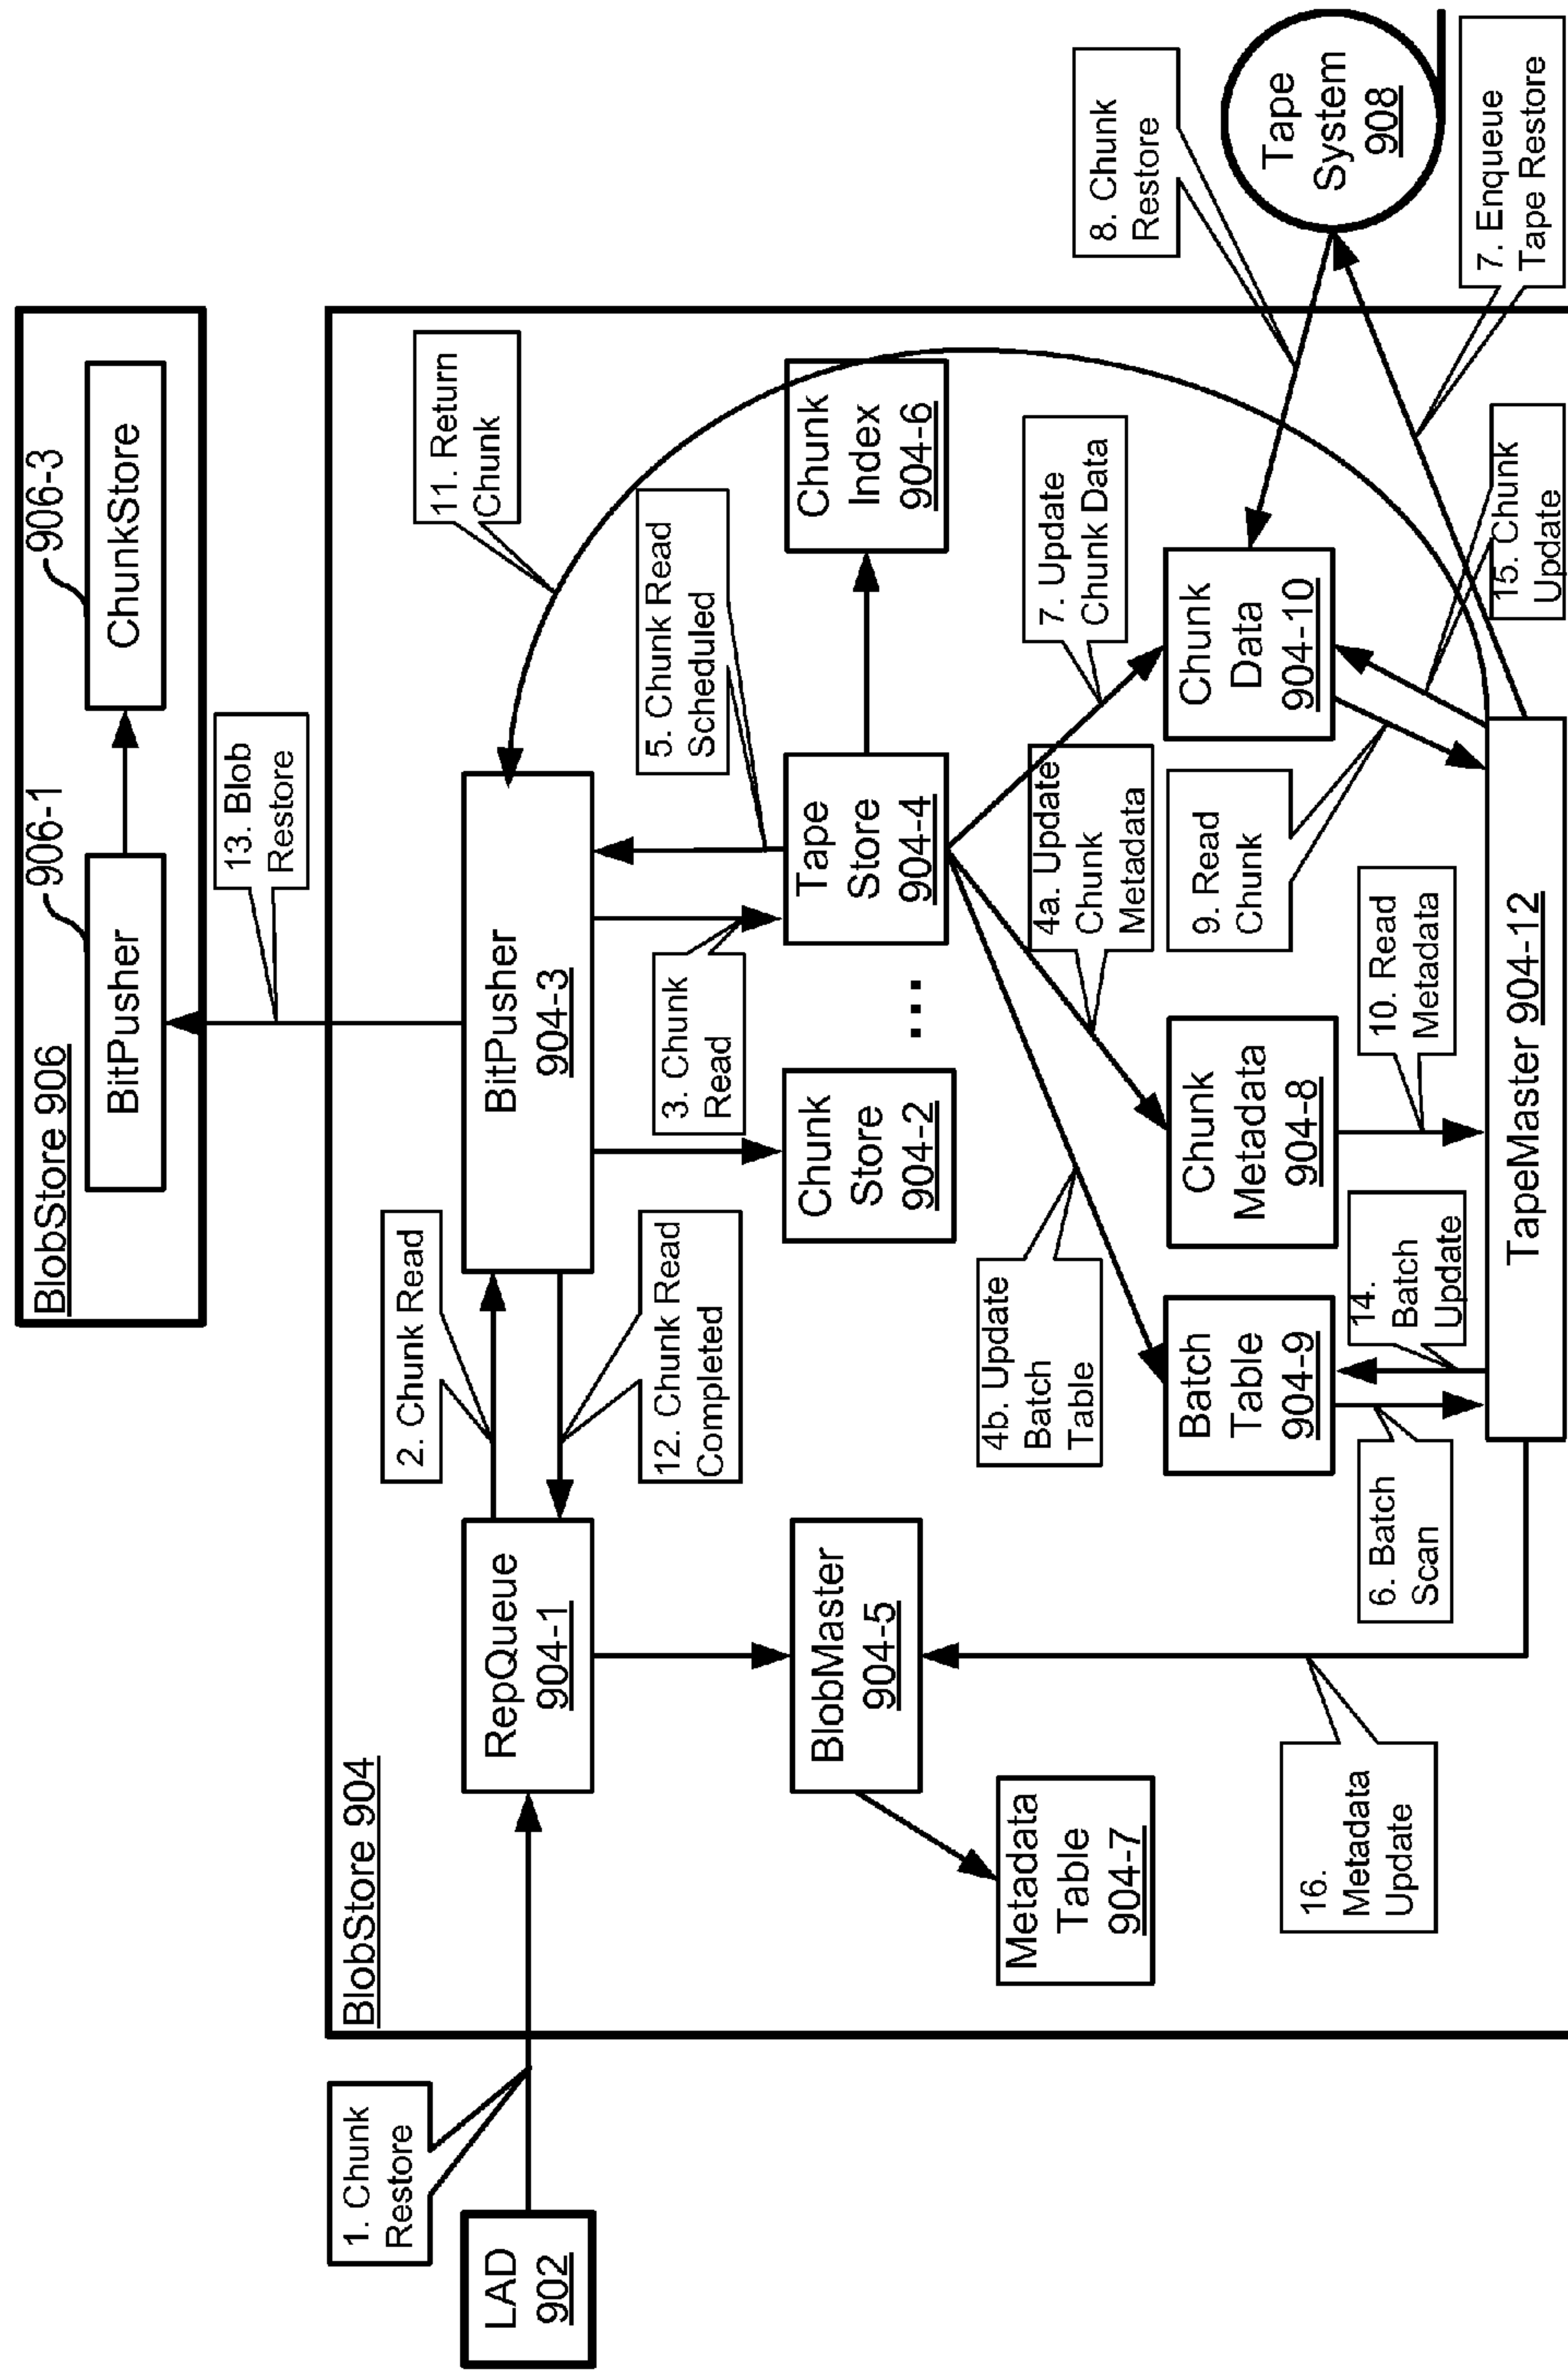 BlobStore 906
906-1
906-3
BitPusher
ChunkStore
13. Blob
Restore
BlobStore 904
1. Chunk
Restore
LAD
902
2. Chunk Read
11. Return
Chunk
RepQueue
904-1
BitPusher
904-3
12. Chunk Read
Completed
3. Chunk
Read
5. Chunk Read
Scheduled
BlobMaster
904-5
Chunk
Store
904-2
...
Tape
Store
904-4
Chunk
Index
904-6
Metadata
Table
904-7
4b. Update
Batch
Table
4a. Update
Chunk
Metadata
7. Update
Chunk Data
8. Chunk
Restore
Batch
Table
904-9
Chunk
Metadata
904-8
9. Read
Chunk
Chunk
Data
904-10
Tape
System
908
16.
Metadata
Update
6. Batch
Scan
14.
Batch
Update
10. Read
Metadata
15. Chunk
Update
7. Enqueue
Tape Restore
TapeMaster 904-12